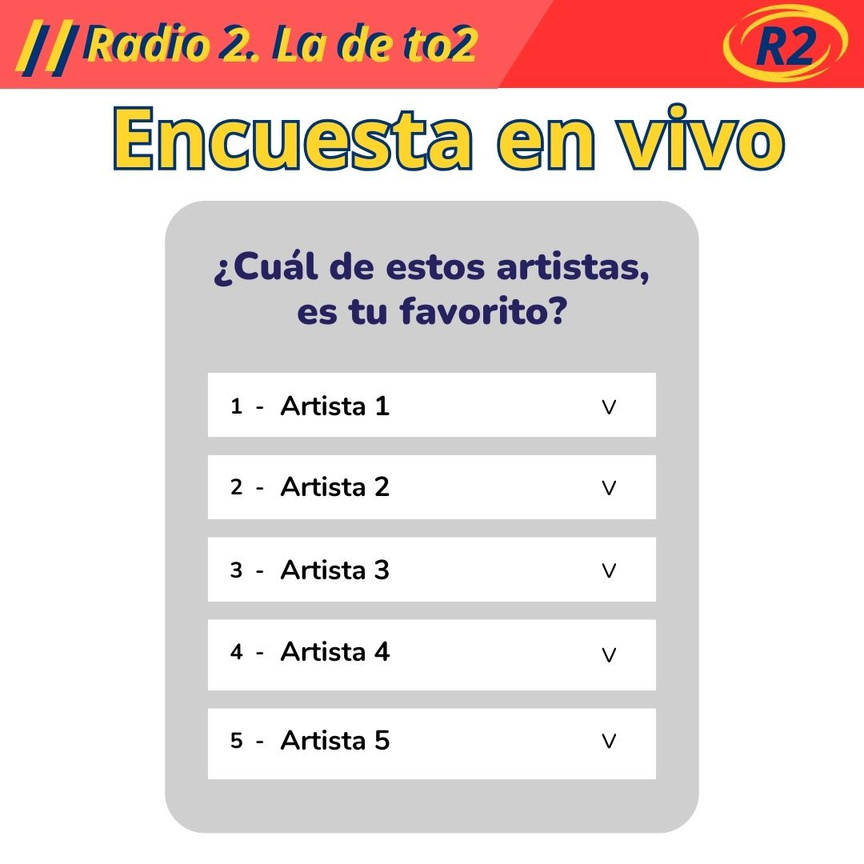 //Radio 2. La de to2
R2
Encuesta en vivo
¿Cuál de estos artistas,
es tu favorito?
1 - Artista 1 V
2 - Artista 2 V
3 - Artista 3 V
4 - Artista 4 V
5 - Artista 5 V